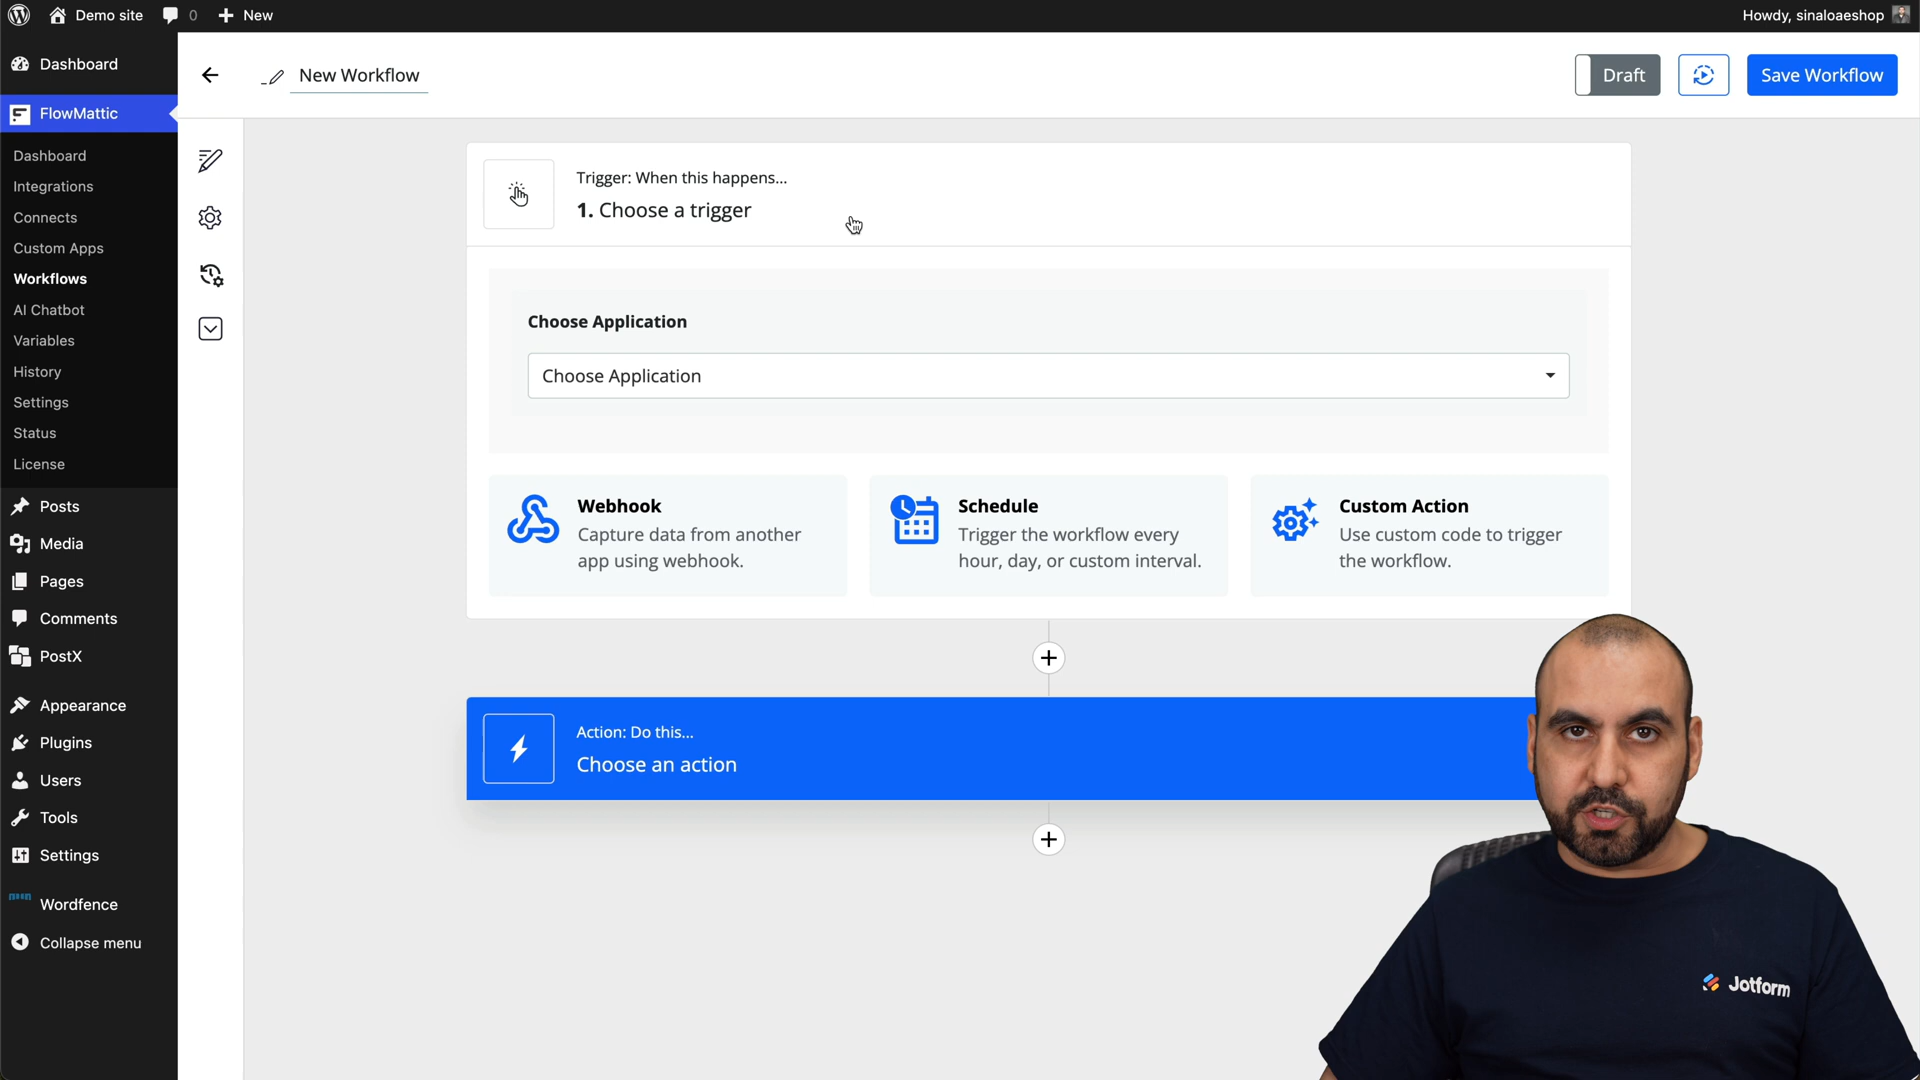 Demo site
0
New
Howdy, sinaloaeshop
Dashboard
FlowMattic
Dashboard
Integrations
Connects
Custom Apps
Workflows
AI Chatbot
Variables
History
Settings
Status
License
Posts
Media
Pages
Comments
PostX
Appearance
Plugins
Users
Tools
Settings
Wordfence
Collapse menu
New Workflow
Draft
Save Workflow
Trigger: When this happens...
1. Choose a trigger
Choose Application
Choose Application
Webhook
Capture data from another
app using webhook.
Schedule
Trigger the workflow every
hour, day, or custom interval.
Custom Action
Use custom code to trigger
the workflow.
Action: Do this...
Choose an action
Jotform